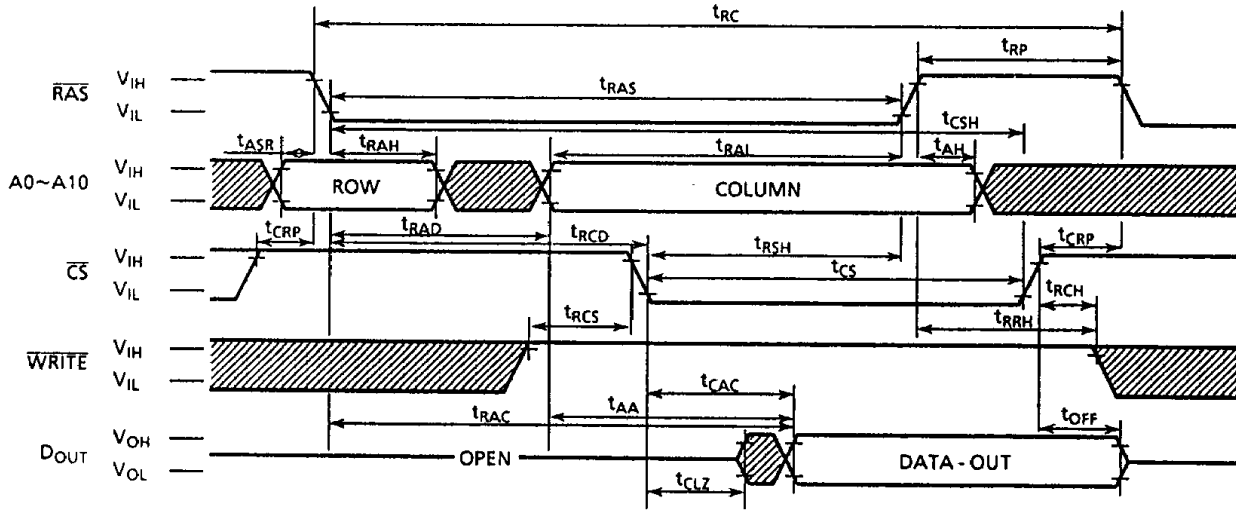 tRC
tRP
RAS
VIH
VIL
tRAS
tCSH
tASR
tRAH
tRAL
tAH
A0~A10
VIH
VIL
ROW
COLUMN
tCRP
tRAD
tRCD
tRSH
tCRP
CS
VIH
VIL
tCS
tRCH
tRCS
tRRH
WRITE
VIH
VIL
tCAC
tAA
tRAC
tOFF
DOUT
VOH
VOL
OPEN
DATA-OUT
tCLZ